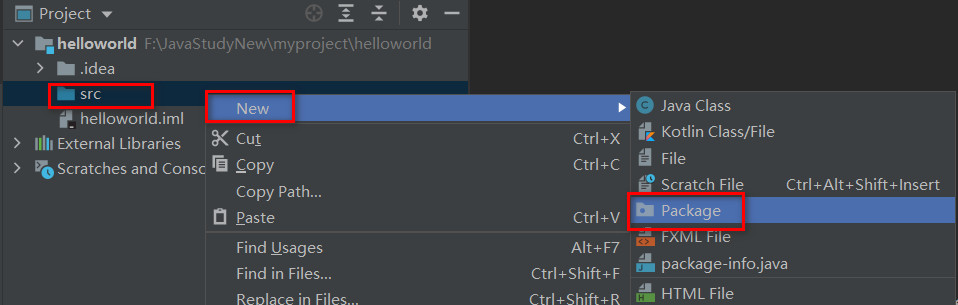 Project
helloworld F:\JavaStudyNew\myproject\helloworld
.idea
src
helloworld.iml
External Libraries
Scratches and Conso
New
Cut Ctrl+X
Copy Ctrl+C
Copy Path...
Paste Ctrl+V
Find Usages Alt+F7
Find in Files... Ctrl+Shift+F
Replace in Files... Ctrl+Shift+R
Java Class
Kotlin Class/File
File
Scratch File Ctrl+Alt+Shift+Insert
Package
FXML File
package-info.java
HTML File